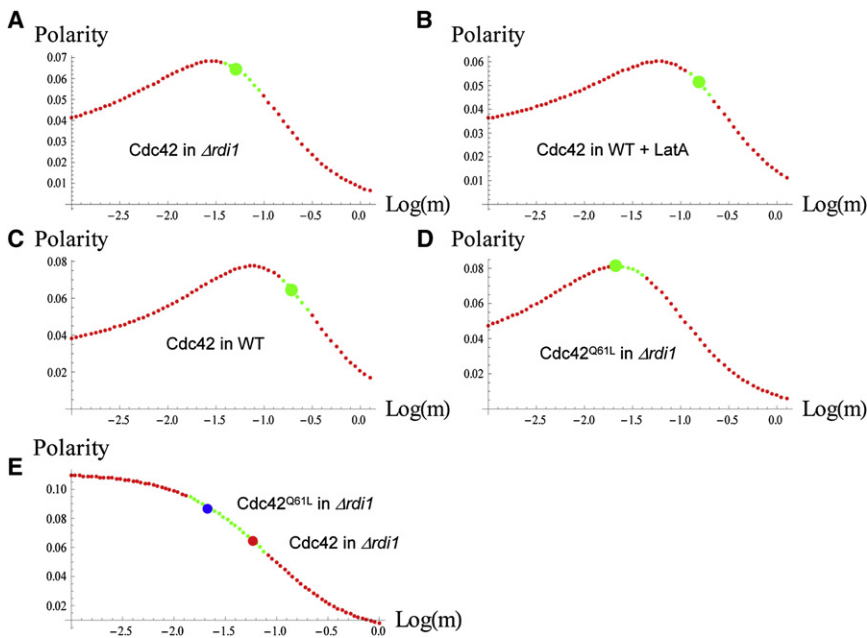 A
Polarity
0.07
0.06
0.05
0.04
0.03
0.02
0.01
Cdc42 in Δrdi1
-2.5 -2.0 -1.5 -1.0 -0.5 0.0
Log(m)
B
Polarity
0.06
0.05
0.04
0.03
0.02
0.01
Cdc42 in WT + LatA
-2.5 -2.0 -1.5 -1.0 -0.5 0.0
Log(m)
C
Polarity
0.08
0.06
0.04
0.02
Cdc42 in WT
-2.5 -2.0 -1.5 -1.0 -0.5 0.0
Log(m)
D
Polarity
0.08
0.06
0.04
0.02
Cdc42Q61L in Δrdi1
-2.5 -2.0 -1.5 -1.0 -0.5 0.0
Log(m)
E
Polarity
0.10
0.08
0.06
0.04
0.02
Cdc42Q61L in Δrdi1
Cdc42 in Δrdi1
-2.5 -2.0 -1.5 -1.0 -0.5 0.0
Log(m)